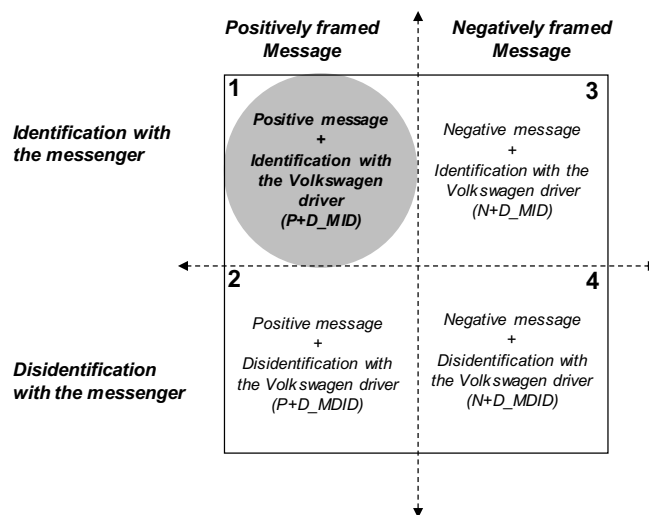 Positively framed
Message
Negatively framed
Message
Identification with
the messenger
1
Positive message
+
Identification with
the Volkswagen
driver
(P+D_MID)
3
Negative message
+
Identification with the
Volkswagen driver
(N+D_MID)
Disidentification
with the messenger
2
Positive message
+
Disidentification with
the Volkswagen driver
(P+D_MDID)
4
Negative message
+
Disidentification with
the Volkswagen driver
(N+D_MDID)